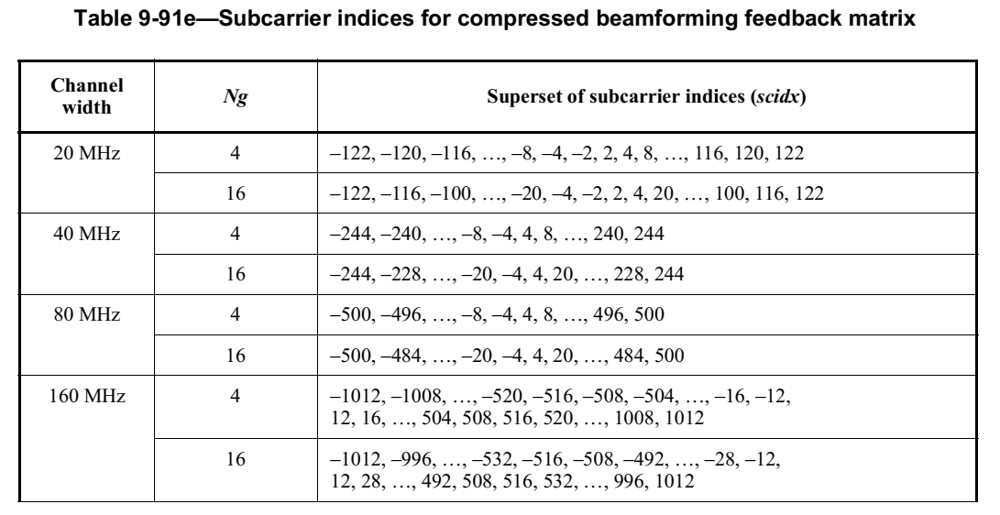 Table 9-91e—Subcarrier indices for compressed beamforming feedback matrix
Channel width Ng Superset of subcarrier indices (scidx)
20 MHz 4 –122, –120, –116, …, –8, –4, –2, 2, 4, 8, …, 116, 120, 122
16 –122, –116, –100, …, –20, –4, –2, 2, 4, 20, …, 100, 116, 122
40 MHz 4 –244, –240, …, –8, –4, 4, 8, …, 240, 244
16 –244, –228, …, –20, –4, 4, 20, …, 228, 244
80 MHz 4 –500, –496, …, –8, –4, 4, 8, …, 496, 500
16 –500, –484, …, –20, –4, 4, 20, …, 484, 500
160 MHz 4 –1012, –1008, …, –520, –516, –508, –504, …, –16, –12,
12, 16, …, 504, 508, 516, 520, …, 1008, 1012
16 –1012, –996, …, –532, –516, –508, –492, …, –28, –12,
12, 28, …, 492, 508, 516, 532, …, 996, 1012